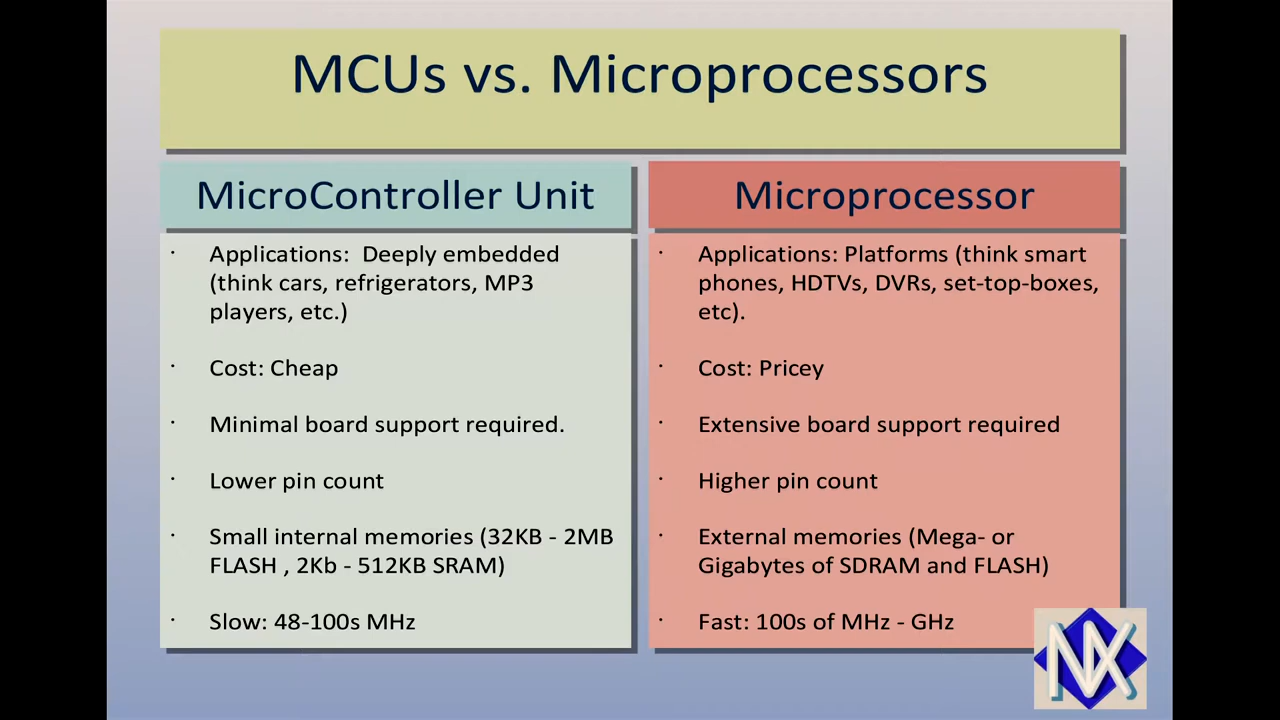 MCUs vs. Microprocessors
MicroController Unit
· Applications:  Deeply embedded
(think cars, refrigerators, MP3
players, etc.)
· Cost: Cheap
· Minimal board support required.
· Lower pin count
· Small internal memories (32KB - 2MB
FLASH , 2Kb - 512KB SRAM)
· Slow: 48-100s MHz
Microprocessor
· Applications: Platforms (think smart
phones, HDTVs, DVRs, set-top-boxes,
etc).
· Cost: Pricey
· Extensive board support required
· Higher pin count
· External memories (Mega- or
Gigabytes of SDRAM and FLASH)
· Fast: 100s of MHz - GHz
NX